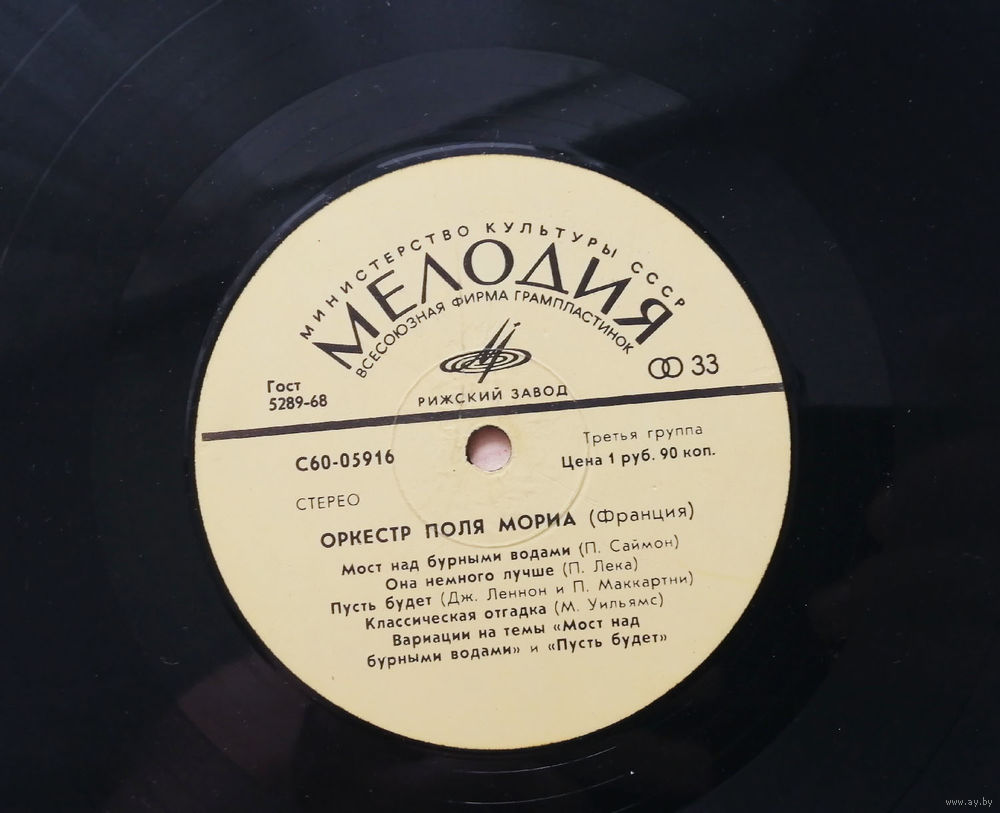 МИНИСТЕРСТВО КУЛЬТУРЫ СССР
МЕЛОДИЯ
ВСЕСОЮЗНАЯ ФИРМА ГРАМПЛАСТИНОК
Гост
5289-68
РИЖСКИЙ ЗАВОД
33
С60-05916
Третья группа
Цена 1 руб. 90 коп.
СТЕРЕО
ОРКЕСТР ПОЛЯ МОРИА (Франция)
Мост над бурными водами (П. Саймон)
Она немного лучше (П. Лека)
Пусть будет (Дж. Леннон и П. Маккартни)
Классическая отгадка (М. Уильямс)
Вариации на темы «Мост над
бурными водами» и «Пусть будет»
www.ay.by